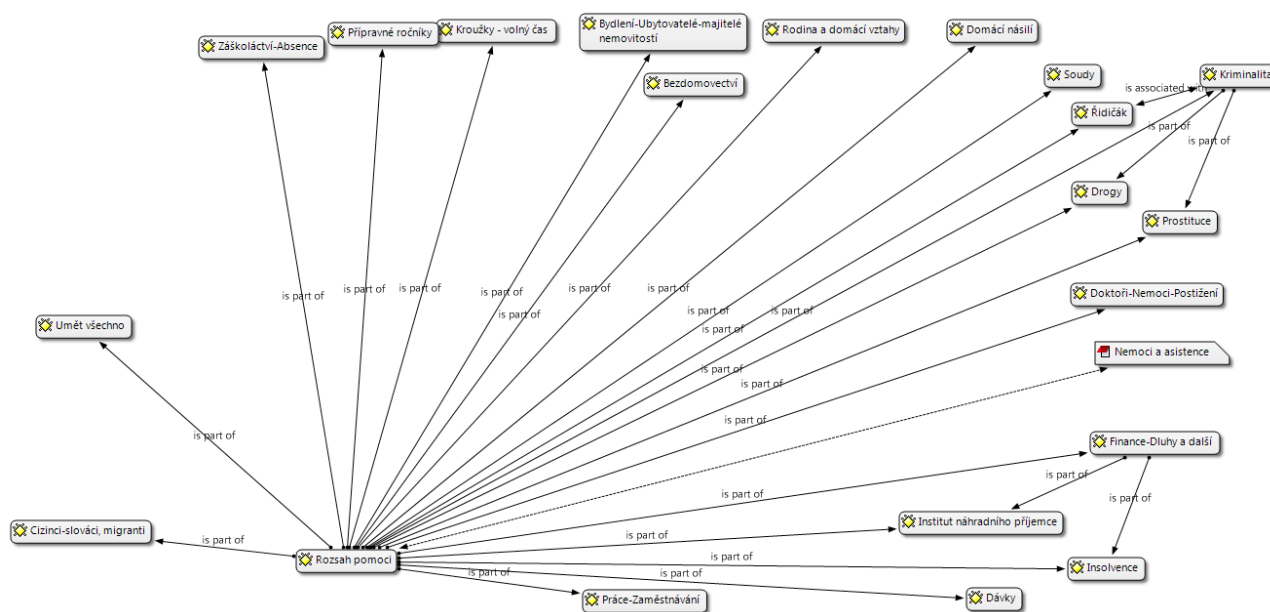 Kroužky - volný čas
Bydlení-Ubytovatelé-majitelé
nemovitostí
Rodina a domácí vztahy
Domácí násilí
Přípravné ročníky
Záškoláctví-Absence
Soudy
Kriminalita
Bezdomovectví
is associated with
Řidičák
is part of
is part of
Drogy
Prostituce
is part of
is part of
is part of
is part of
is part of
is part of
is part of
Doktoři-Nemoci-Postižení
is part of
is part of
Umět všechno
is part of
Nemoci a asistence
is part of
is part of
is part of
is part of
Finance-Dluhy a další
is part of
is part of
is part of
Institut náhradního příjemce
Cizinci-slováci, migranti
is part of
is part of
Rozsah pomoci
is part of
Insolvence
is part of
is part of
Práce-Zaměstnávání
Dávky